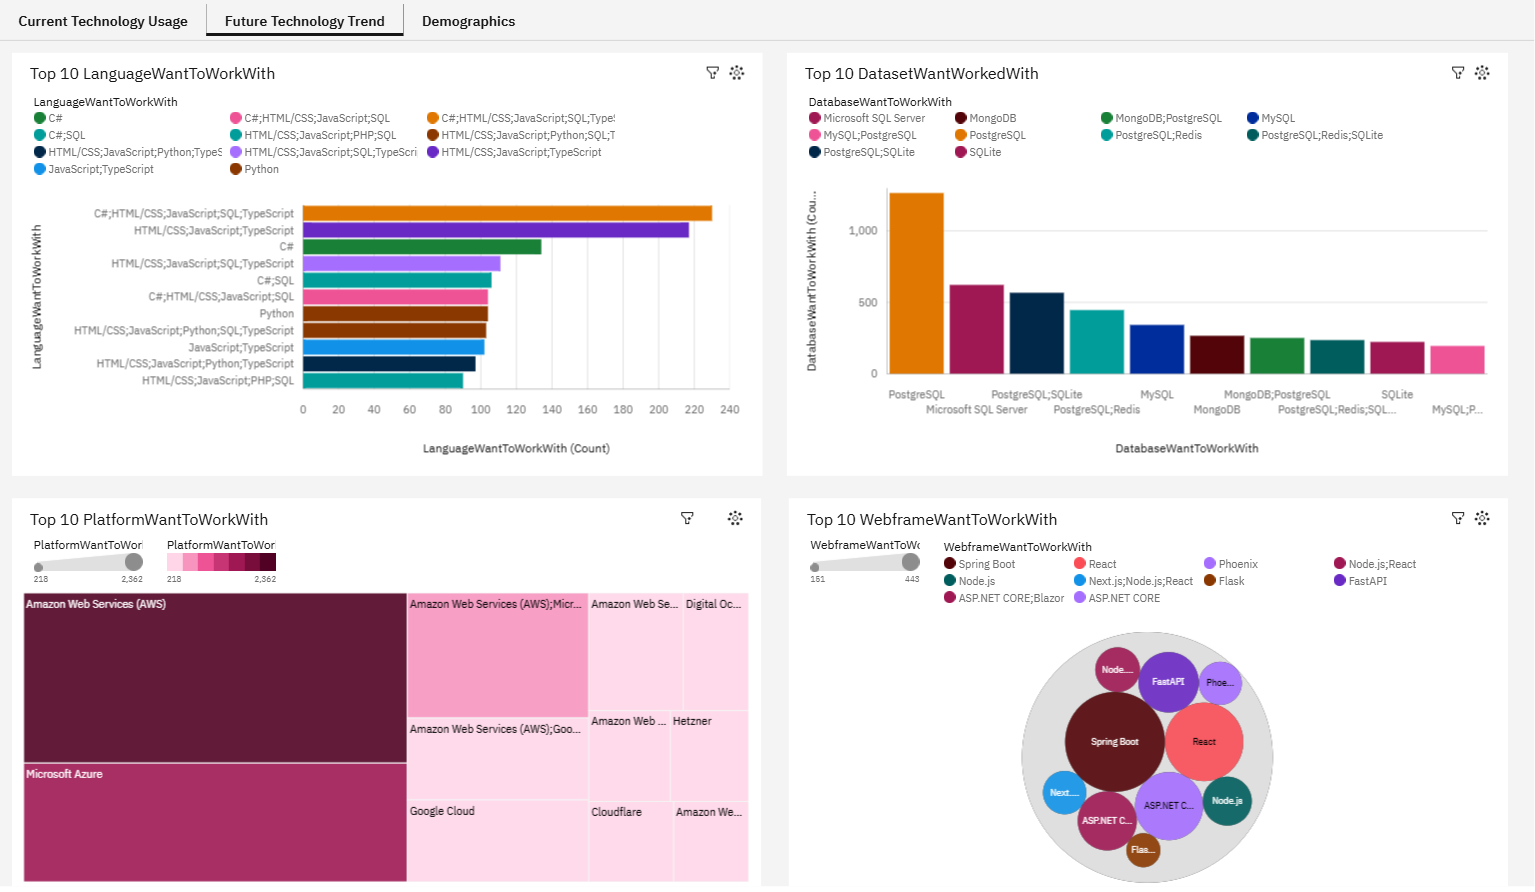 Current Technology Usage
Future Technology Trend
Demographics
Top 10 LanguageWantToWorkWith
LanguageWantToWorkWith
C#
C#;HTML/CSS;JavaScript;SQL
C#;HTML/CSS;JavaScript;SQL;Type
C#;SQL
HTML/CSS;JavaScript;PHP;SQL
HTML/CSS;JavaScript;Python;SQL;T
HTML/CSS;JavaScript;Python;TypeS
HTML/CSS;JavaScript;SQL;TypeScri
HTML/CSS;JavaScript;TypeScript
JavaScript;TypeScript
Python
LanguageWantToWorkWith
C#;HTML/CSS;JavaScript;SQL;TypeScript
HTML/CSS;JavaScript;TypeScript
C#
HTML/CSS;JavaScript;SQL;TypeScript
C#;SQL
C#;HTML/CSS;JavaScript;SQL
Python
HTML/CSS;JavaScript;Python;SQL;TypeScript
JavaScript;TypeScript
HTML/CSS;JavaScript;Python;TypeScript
HTML/CSS;JavaScript;PHP;SQL
0 20 40 60 80 100 120 140 160 180 200 220 240
LanguageWantToWorkWith (Count)
Top 10 DatasetWantWorkedWith
DatabaseWantToWorkWith
Microsoft SQL Server
MongoDB
MongoDB;PostgreSQL
MySQL
MySQL;PostgreSQL
PostgreSQL
PostgreSQL;Redis
PostgreSQL;Redis;SQLite
PostgreSQL;SQLite
SQLite
DatabaseWantToWorkWith (Cou...
1,000
500
0
PostgreSQL
Microsoft SQL Server
PostgreSQL;SQLite
PostgreSQL;Redis
MySQL
MongoDB
MongoDB;PostgreSQL
PostgreSQL;Redis;SQL...
SQLite
MySQL;P...
DatabaseWantToWorkWith
Top 10 PlatformWantToWorkWith
PlatformWantToWor
218 2,362
PlatformWantToWor
218 2,362
Amazon Web Services (AWS)
Microsoft Azure
Amazon Web Services (AWS);Micr...
Amazon Web Services (AWS);Goo...
Google Cloud
Amazon Web Se...
Digital Oc...
Amazon Web ...
Hetzner
Cloudflare
Amazon We...
Top 10 WebframeWantToWorkWith
WebframeWantToWo
151 443
WebframeWantToWorkWith
Spring Boot
React
Phoenix
Node.js;React
Node.js
Next.js;Node.js;React
Flask
FastAPI
ASP.NET CORE;Blazor
ASP.NET CORE
Node....
FastAPI
Phoe...
Spring Boot
React
Next....
ASP.NET C...
ASP.NET C...
Node.js
Flas...